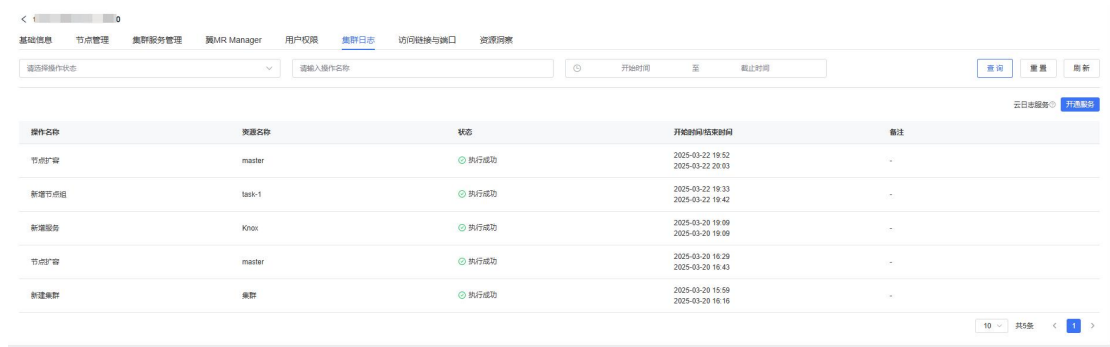 基础信息 节点管理 集群服务管理 翼MR Manager 用户权限 集群日志 访问链接与端口 资源洞察
请选择操作状态 请输入操作名称 开始时间 至 截止时间 查询 重置 刷新
云日志服务 开通服务
操作名称 资源名称 状态 开始时间/结束时间 备注
节点扩容 master 执行成功 2025-03-22 19:52 -
2025-03-22 20:03
新增节点组 task-1 执行成功 2025-03-22 19:33 -
2025-03-22 19:42
新增服务 Knox 执行成功 2025-03-20 19:09 -
2025-03-20 19:09
节点扩容 master 执行成功 2025-03-20 16:29 -
2025-03-20 16:43
新建集群 集群 执行成功 2025-03-20 15:59 -
2025-03-20 16:16
10 共5条 < 1 >